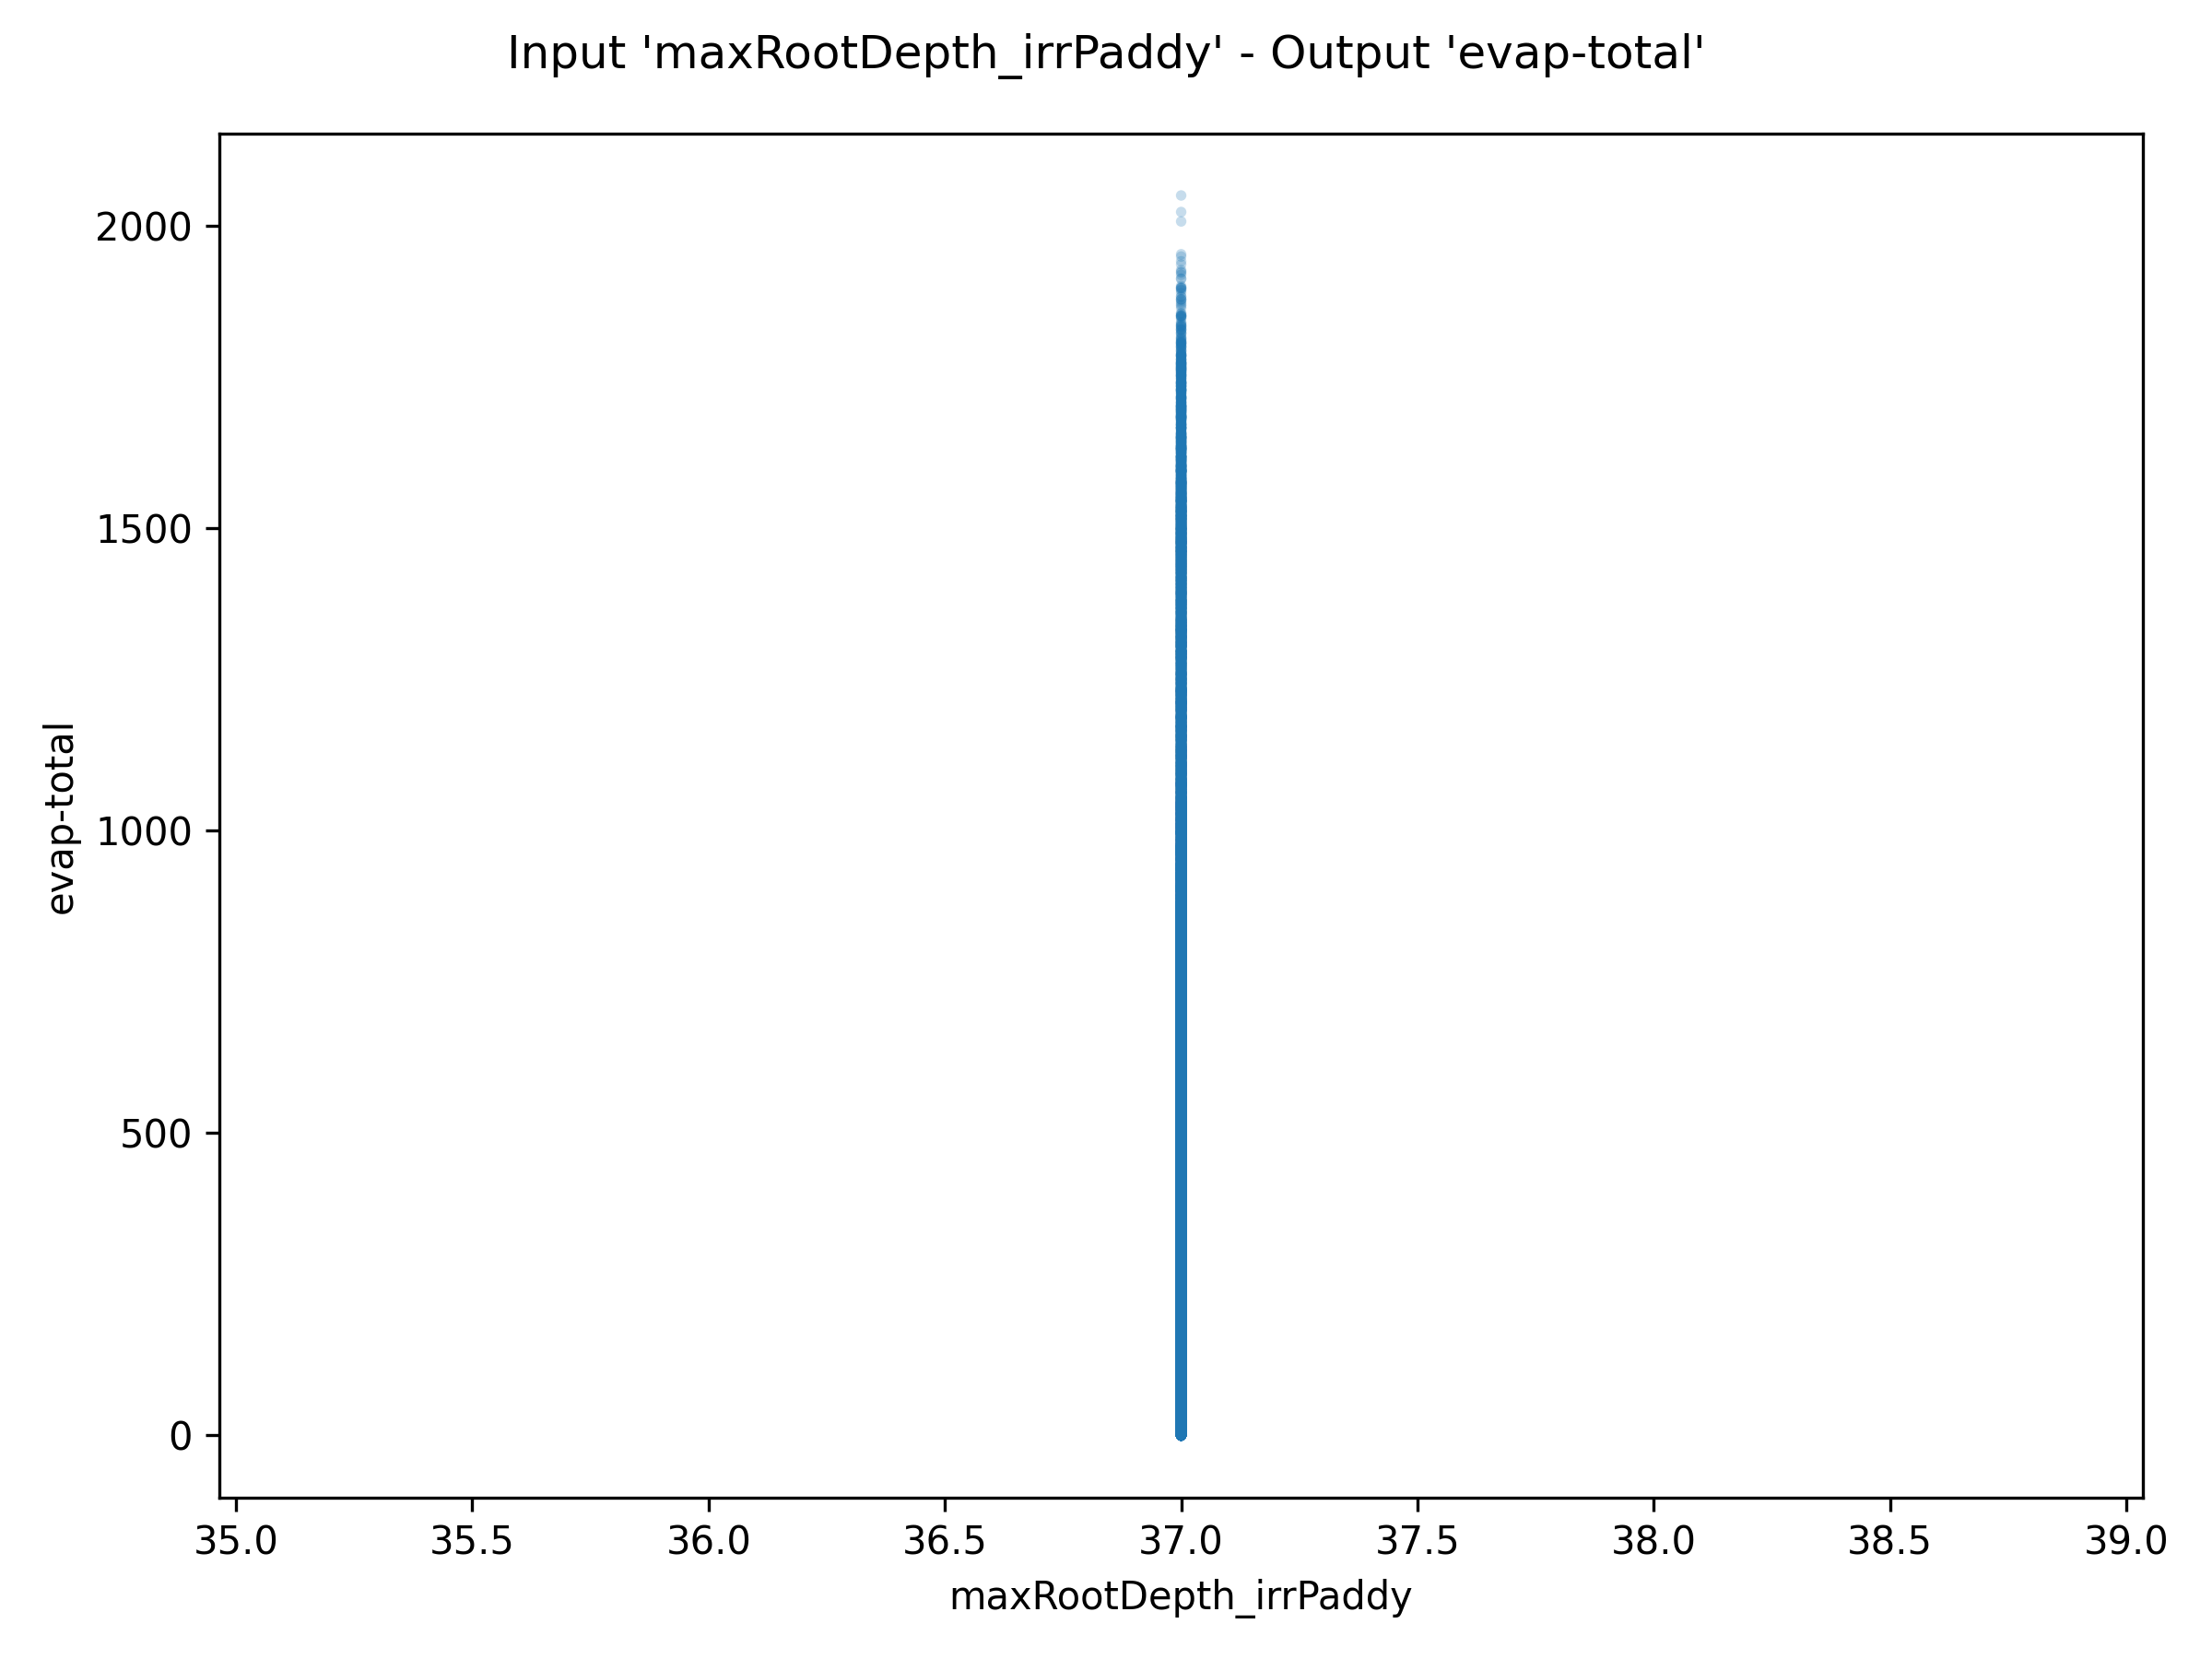 Input 'maxRootDepth_irrPaddy' - Output 'evap-total'
2000
1500
1000
500
0
evap-total
35.0 35.5 36.0 36.5 37.0 37.5 38.0 38.5 39.0
maxRootDepth_irrPaddy